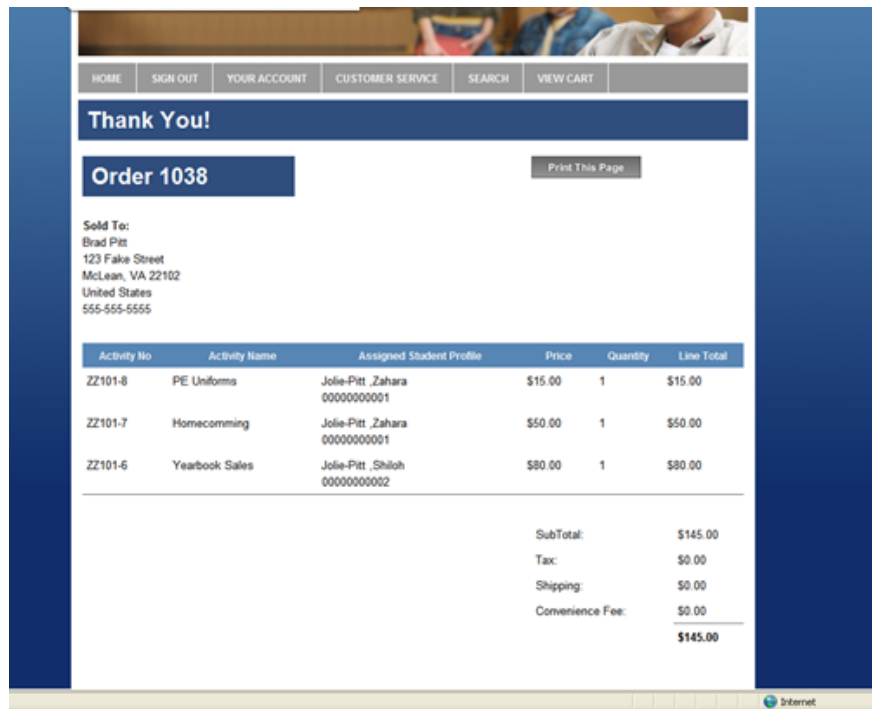 HOME SIGN OUT YOUR ACCOUNT CUSTOMER SERVICE SEARCH VIEW CART
Thank You!
Order 1038
Print This Page
Sold To:
Brad Pitt
123 Fake Street
McLean, VA 22102
United States
555-555-5555
Activity No Activity Name Assigned Student Profile Price Quantity Line Total
ZZ101-8 PE Uniforms Jolie-Pitt ,Zahara $15.00 1 $15.00
00000000001
ZZ101-7 Homecomming Jolie-Pitt ,Zahara $50.00 1 $50.00
00000000001
ZZ101-6 Yearbook Sales Jolie-Pitt ,Shiloh $80.00 1 $80.00
00000000002
SubTotal: $145.00
Tax: $0.00
Shipping: $0.00
Convenience Fee: $0.00
$145.00
Internet